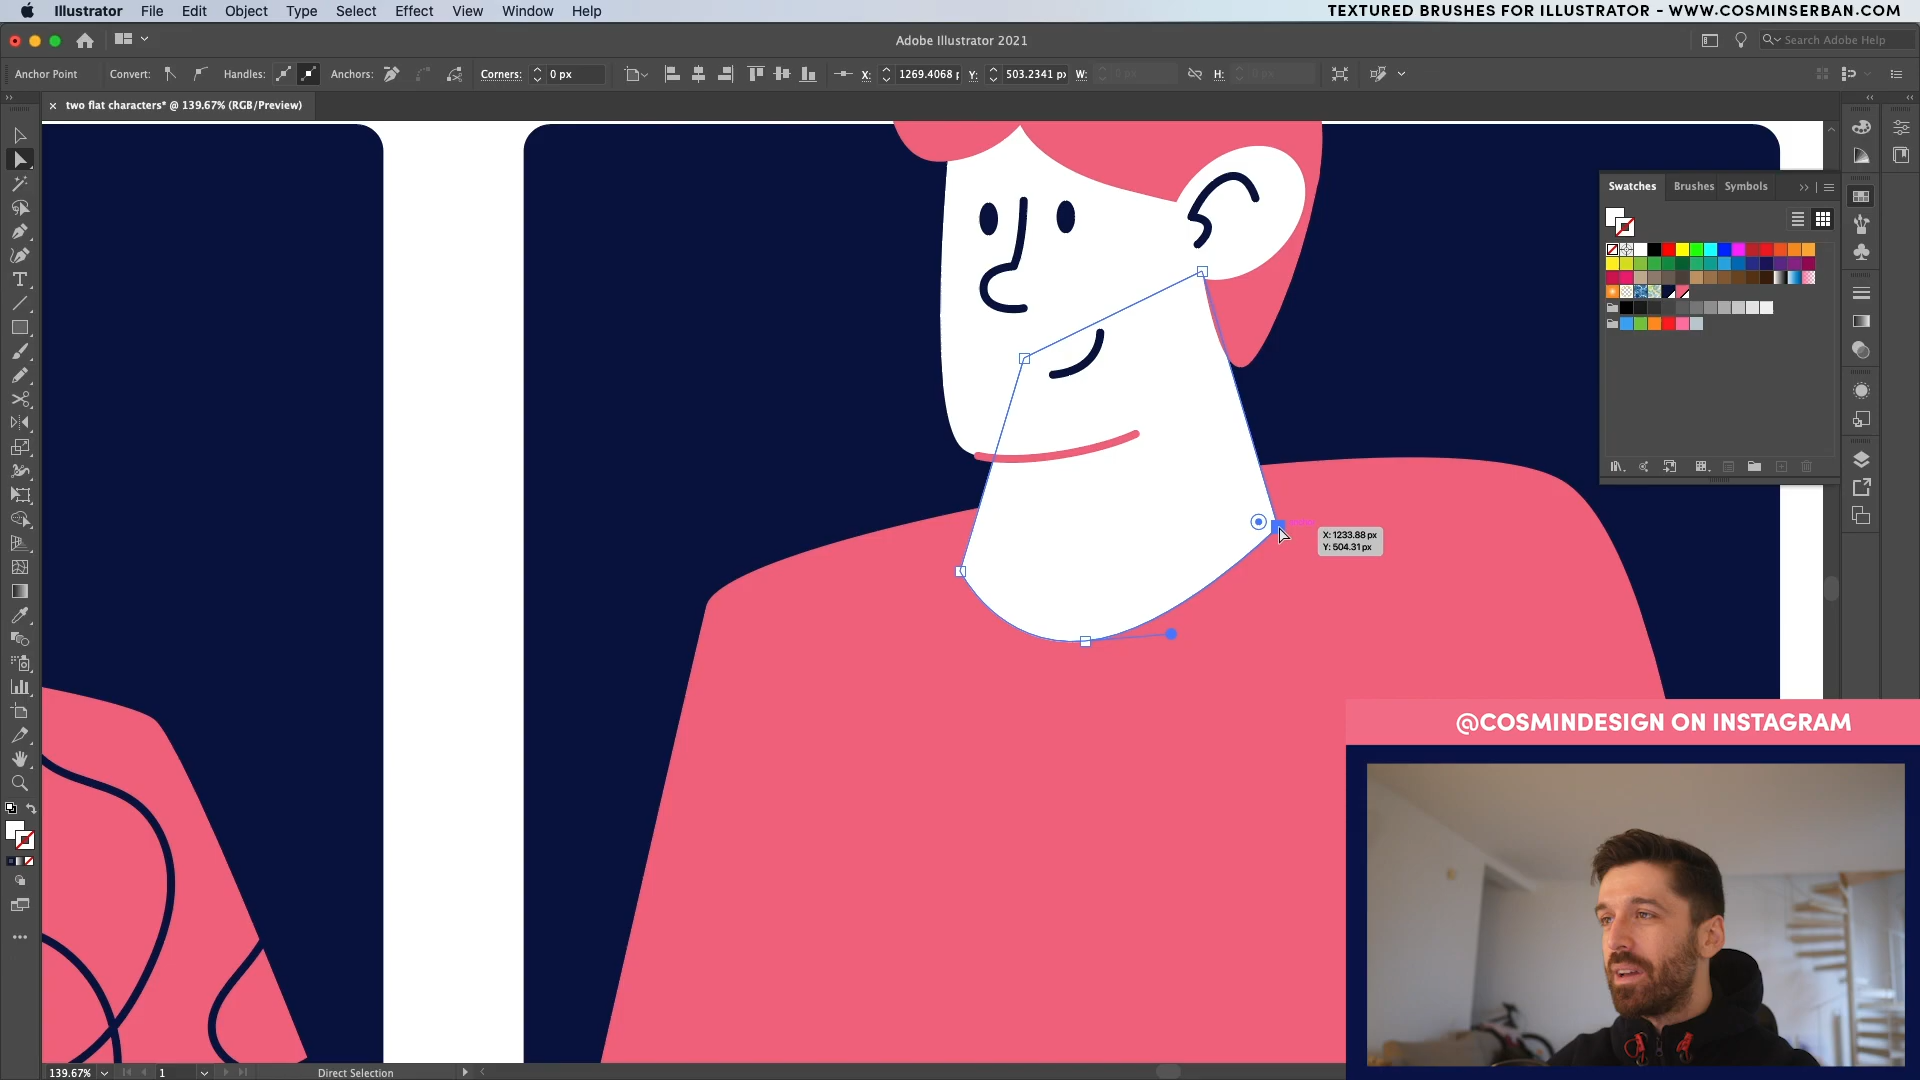 Illustrator File Edit Object Type Select Effect View Window Help
TEXTURED BRUSHES FOR ILLUSTRATOR - WWW.COSMINSERBAN.COM
Adobe Illustrator 2021
Search Adobe Help
Anchor Point Convert: Handles: Anchors: Corners: 0 px X: 1269.4068 p Y: 503.2341 px W: H:
two flat characters* @ 139.67% (RGB/Preview)
Swatches Brushes Symbols
X: 1233.88 px
Y: 504.31 px
@COSMINDESIGN ON INSTAGRAM
139.67% 1 Direct Selection